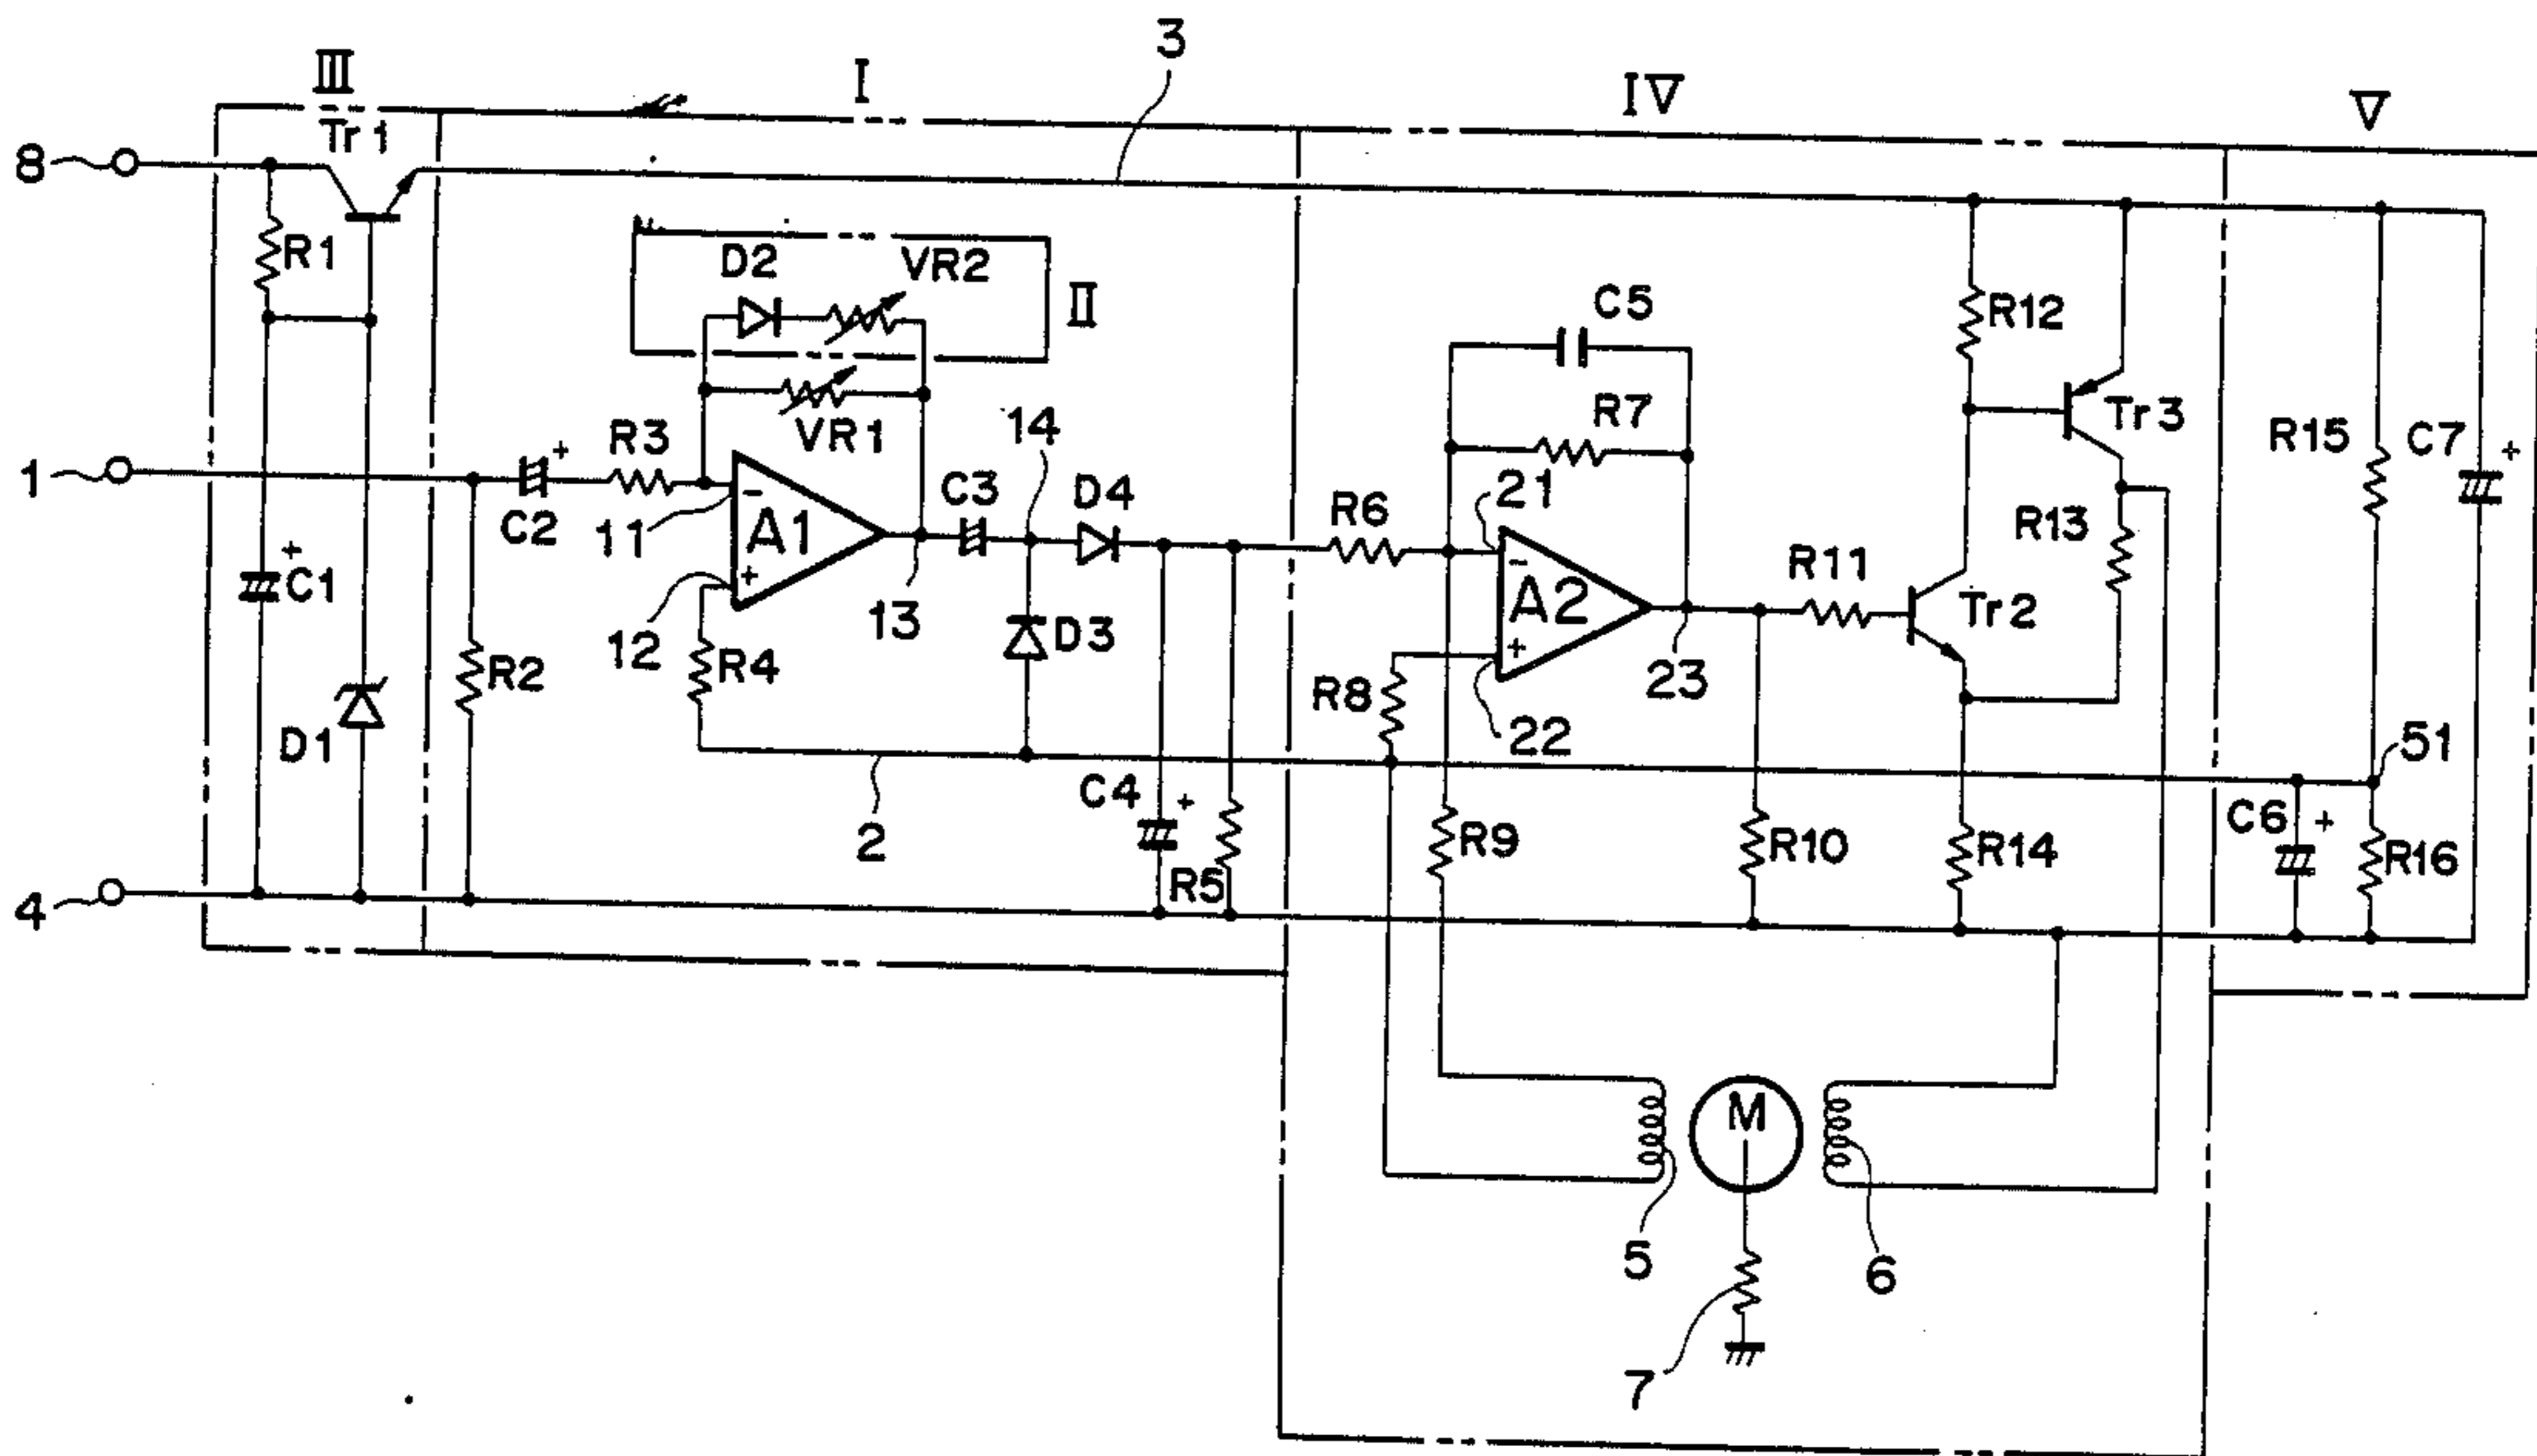 3
III
I
IV
V
Tr1
8
R1
D2
VR2
II
C5
R12
VR1
14
R7
Tr3
R3
R15
C7
+
1
+
C2
-
11
A1
C3
D4
R6
21
-
R13
+
C1
+
12
13
D3
A2
R11
Tr2
R2
R4
+
23
R8
22
D1
51
C4
+
2
R9
R10
R14
C6
+
R16
R5
4
M
5
6
7